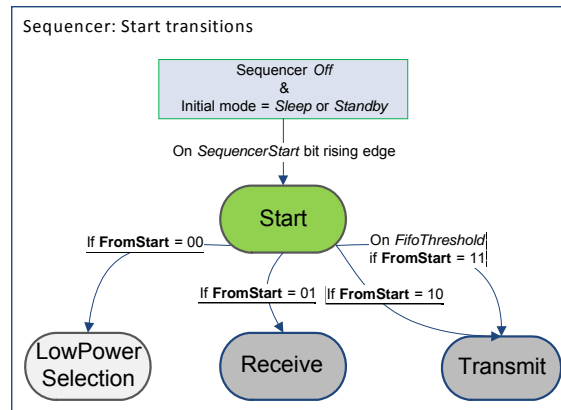 Sequencer: Start transitions
Sequencer Off
&
Initial mode = Sleep or Standby
On SequencerStart bit rising edge
Start
If FromStart = 00
On FifoThreshold
if FromStart = 11
If FromStart = 01
If FromStart = 10
LowPower
Selection
Receive
Transmit